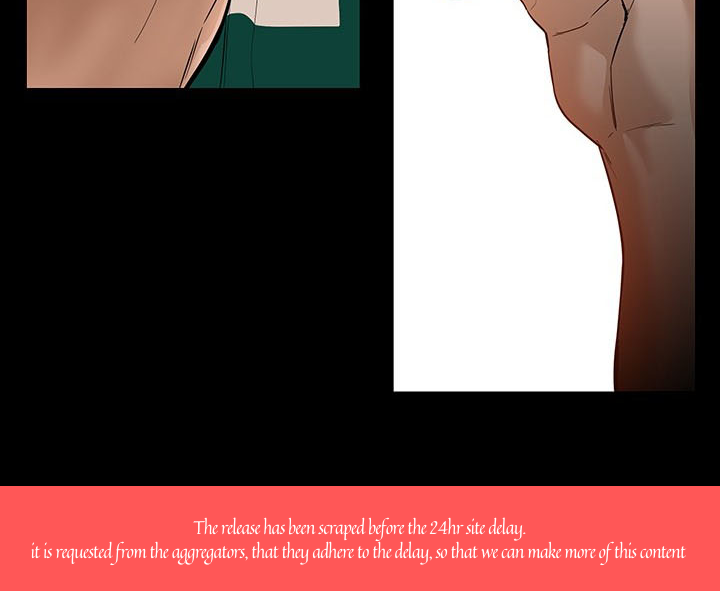 The release has been scraped before the 24hr site delay.
it is requested from the aggregators, that they adhere to the delay, so that we can make more of this content